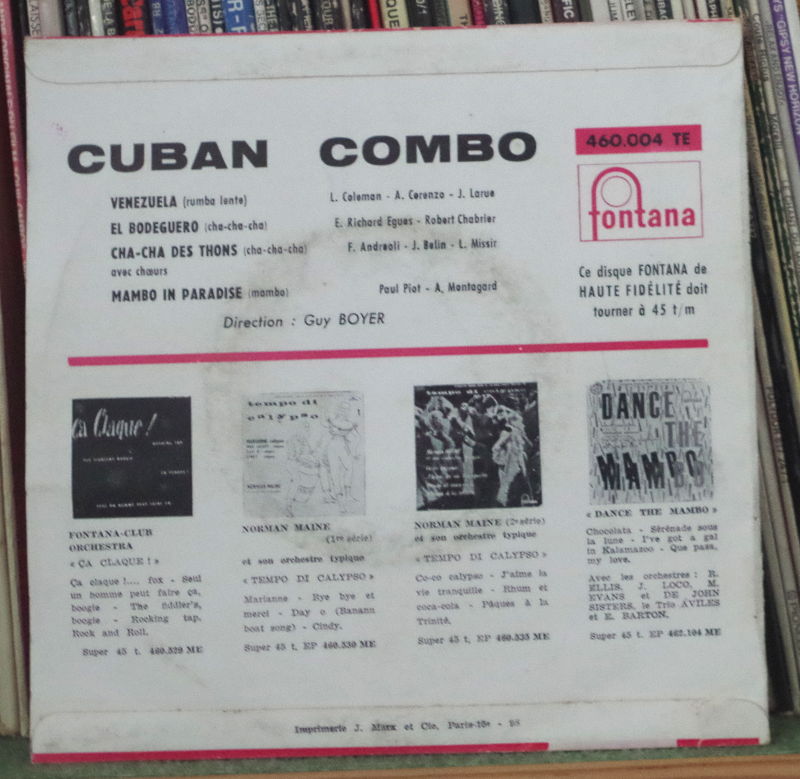 CUBAN COMBO
460.004 TE
fontana
VENEZUELA (rumba lente) L. Coleman - A. Cerenzo - J. Larue
EL BODEGUERO (cha-cha-cha) E. Richard Egues - Robert Chabrier
CHA-CHA DES THONS (cha-cha-cha) F. Andreoli - J. Belin - L. Missir
avec chœurs
MAMBO IN PARADISE (mambo) Paul Piot - A. Montagard
Direction : Guy BOYER
Ce disque FONTANA de
HAUTE FIDÉLITÉ doit
tourner à 45 t/m
Ça Claque !
FONTANA-CLUB
ORCHESTRA
« ÇA CLAQUE ! »
Ça claque !.... fox - Seul
un homme peut faire ça,
boogie - The fiddler's,
boogie - Rocking tap,
Rock and Roll.
Super 45 t. 460.529 ME
tempo di
calypso
NORMAN MAINE
(1re série)
et son orchestre typique
« TEMPO DI CALYPSO »
Marianne - Bye bye et
merci - Day o (Banana
boat song) - Cindy.
Super 45 t. EP 460.530 ME
tempo di calypso
NORMAN MAINE (2e série)
et son orchestre typique
« TEMPO DI CALYPSO »
Co-co calypso - J'aime la
vie tranquille - Rhum et
coca-cola - Pâques à la
Trinité.
Super 45 t. EP 460.535 ME
DANCE
THE
MAMBO
« DANCE THE MAMBO »
Chocolata - Sérénade sous
la lune - I've got a gal
in Kalamazoo - Que pasa,
my love.
Avec les orchestres : R.
ELLIS, J. LOCO, M.
EVANS et DE JOHN
SISTERS, le Trio AVILES
et E. BARTON.
Super 45 t. EP 462.104 ME
Imprimerie J. Marx et Cie, Paris-18e -